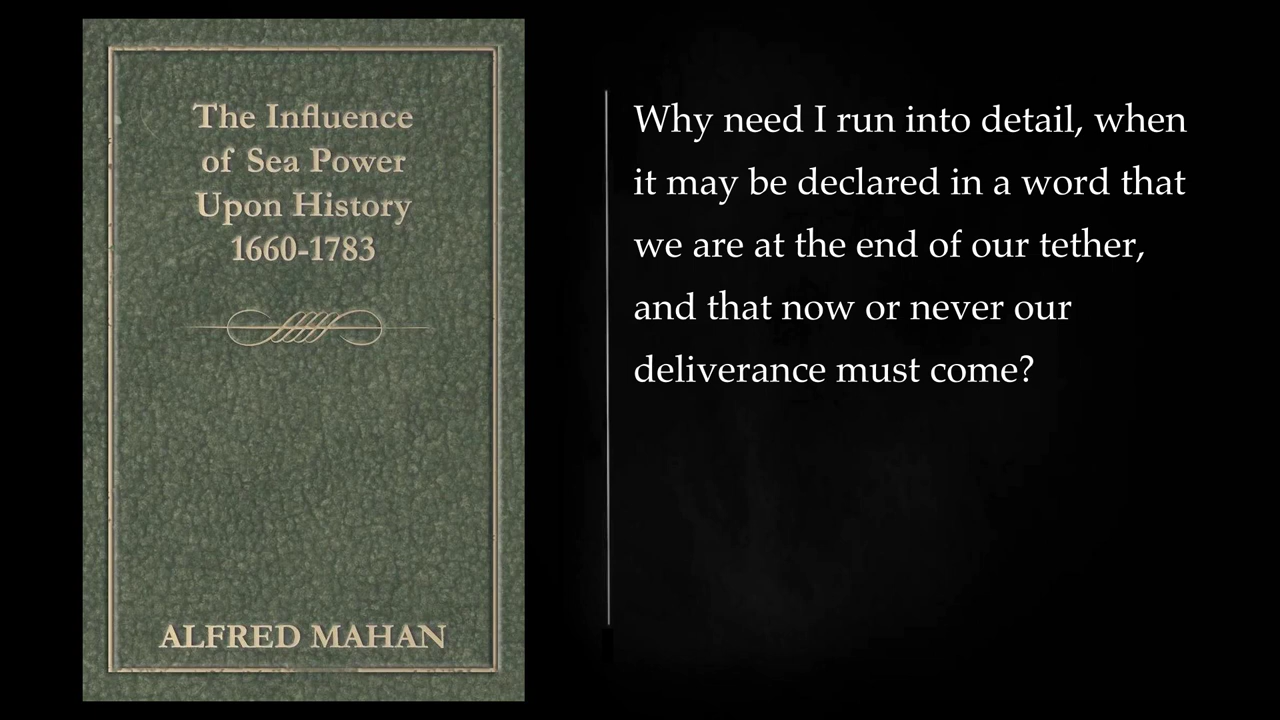 The Influence
of Sea Power
Upon History
1660-1783
ALFRED MAHAN
Why need I run into detail, when
it may be declared in a word that
we are at the end of our tether,
and that now or never our
deliverance must come?